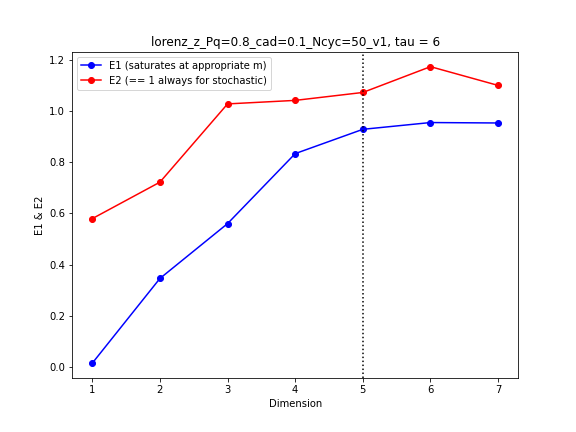 lorenz_z_Pq=0.8_cad=0.1_Ncyc=50_v1, tau = 6
E1 (saturates at appropriate m)
E2 (== 1 always for stochastic)
1.2
1.0
0.8
0.6
0.4
0.2
0.0
E1 & E2
1 2 3 4 5 6 7
Dimension